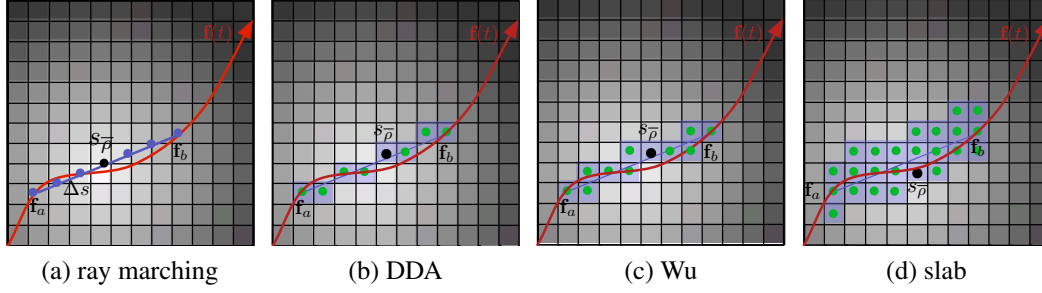 f(t) f(t) f(t) f(t)
s_ρ̅ s_ρ̅ s_ρ̅
f_b f_b f_b f_b
Δs s_ρ̅
f_a f_a f_a f_a
(a) ray marching (b) DDA (c) Wu (d) slab